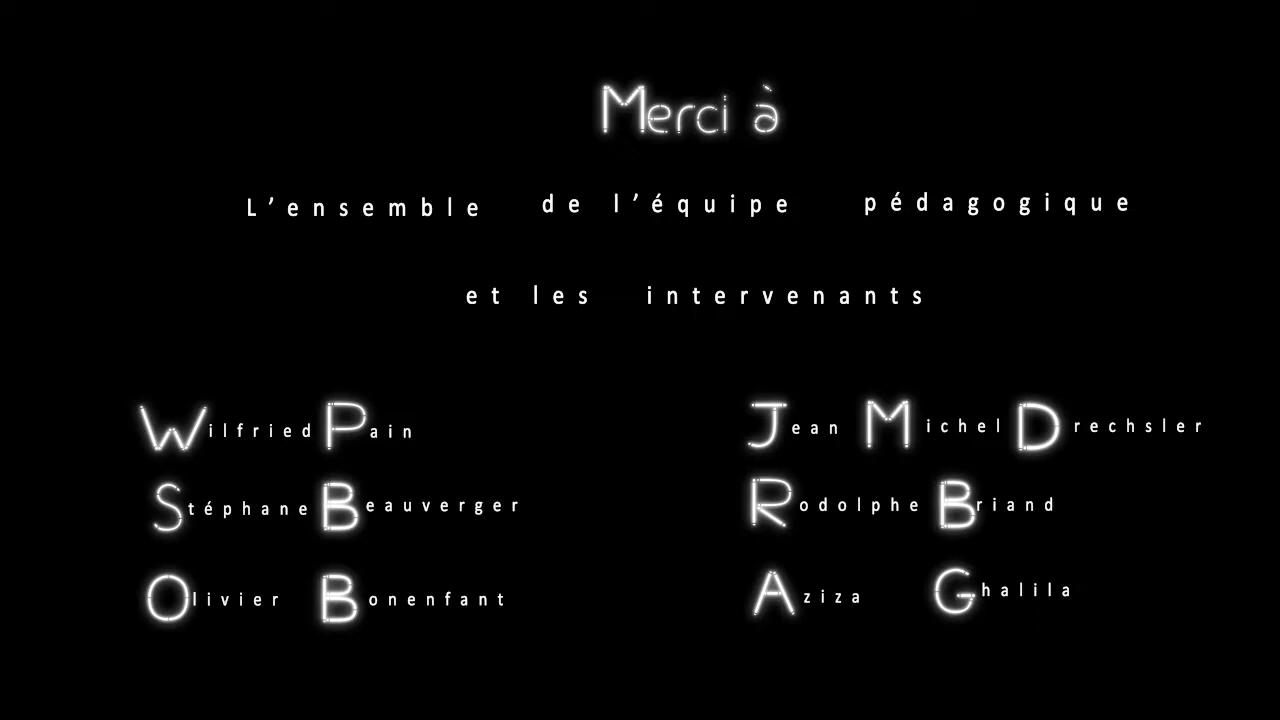 Merci à
L'ensemble de l'équipe pédagogique
et les intervenants
Wilfried Pain
Jean Michel Drechsler
Stéphane Beauverger
Rodolphe Briand
Olivier Bonenfant
Aziza Ghalila